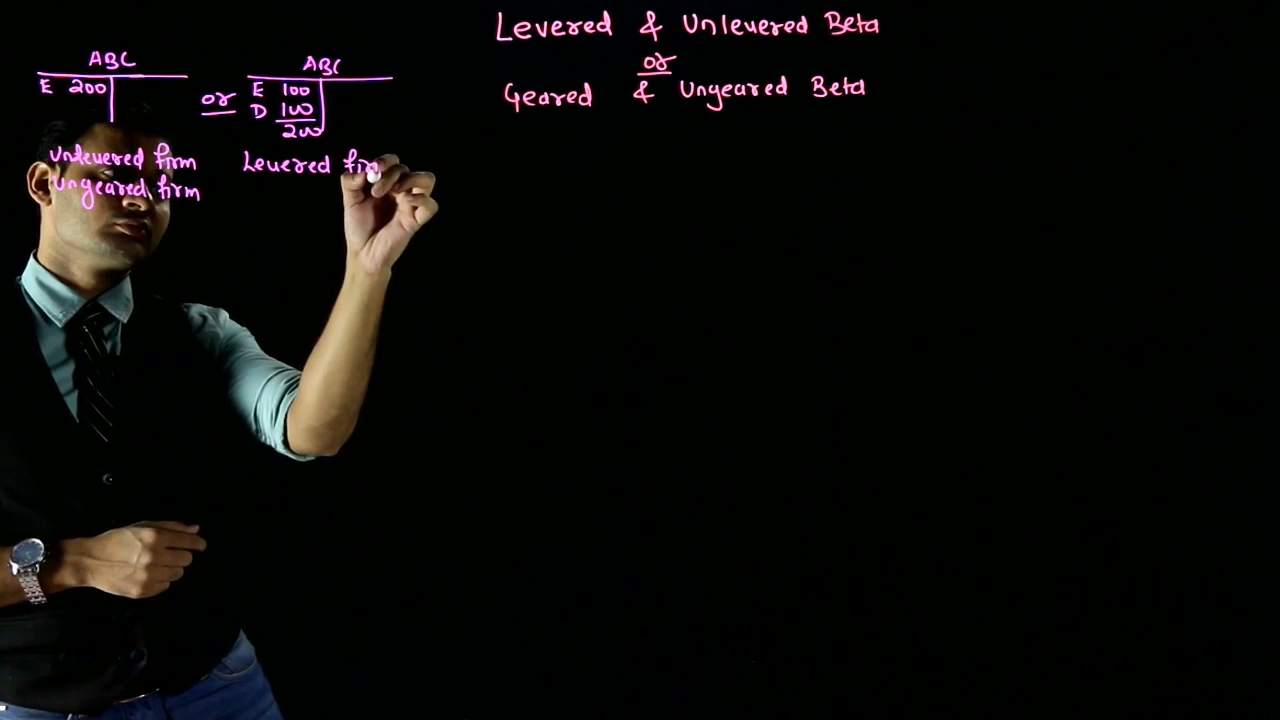 Levered & Unlevered Beta
or
Geared & Ungeared Beta
ABC
E 200
or
ABC
E 100
D 100
200
Unlevered firm
Ungeared firm
Levered firm